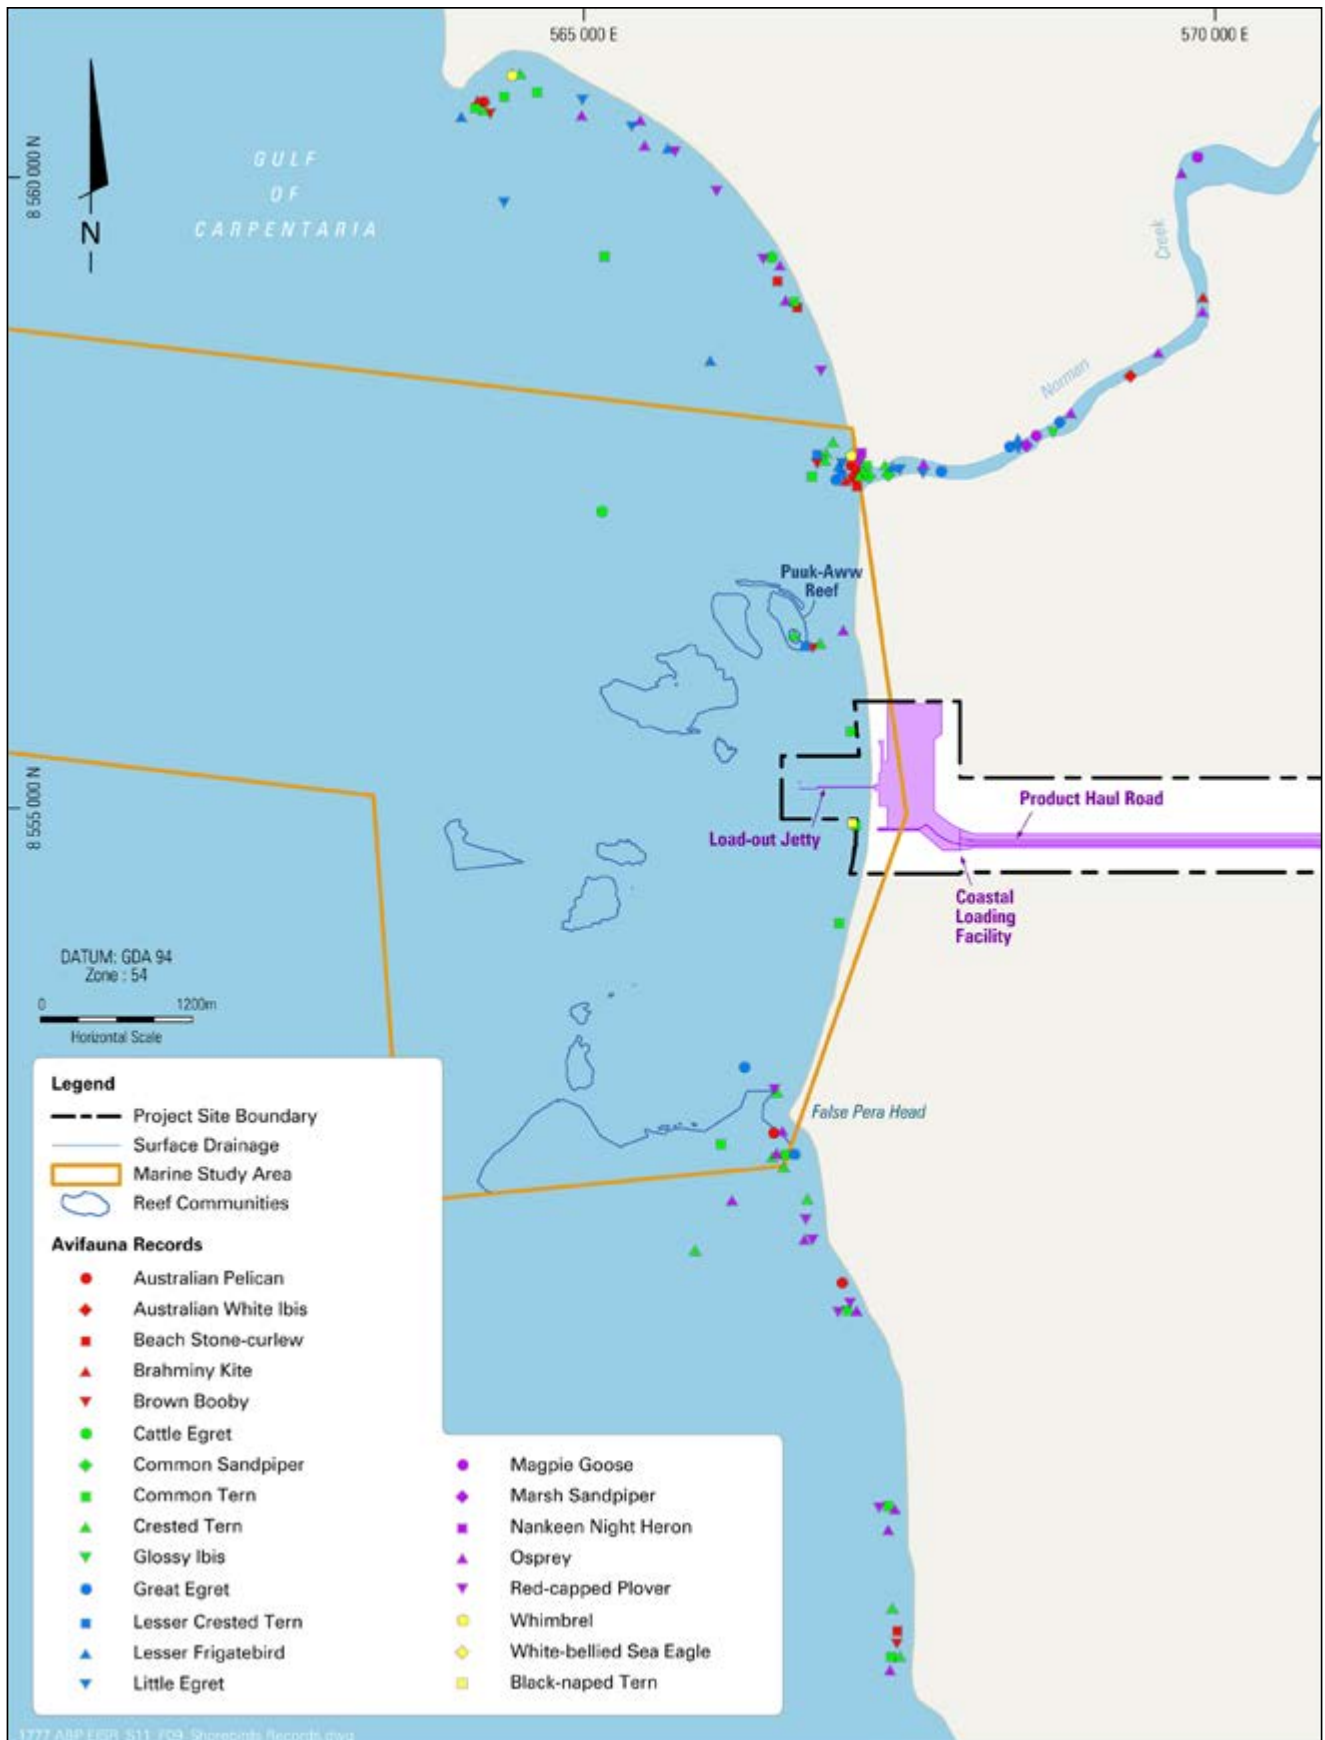 565 000 E
570 000 E
8 560 000 N
GULF
OF
CARPENTARIA
N
Creek
Norman
Puuk-Aww
Reef
8 555 000 N
Product Haul Road
Load-out Jetty
Coastal
Loading
Facility
DATUM: GDA 94
Zone : 54
0 1200m
Horizontal Scale
False Pera Head
Legend
Project Site Boundary
Surface Drainage
Marine Study Area
Reef Communities
Avifauna Records
Australian Pelican
Australian White Ibis
Beach Stone-curlew
Brahminy Kite
Brown Booby
Cattle Egret
Common Sandpiper
Common Tern
Crested Tern
Glossy Ibis
Great Egret
Lesser Crested Tern
Lesser Frigatebird
Little Egret
Magpie Goose
Marsh Sandpiper
Nankeen Night Heron
Osprey
Red-capped Plover
Whimbrel
White-bellied Sea Eagle
Black-naped Tern
Shorebirds Records.dwg